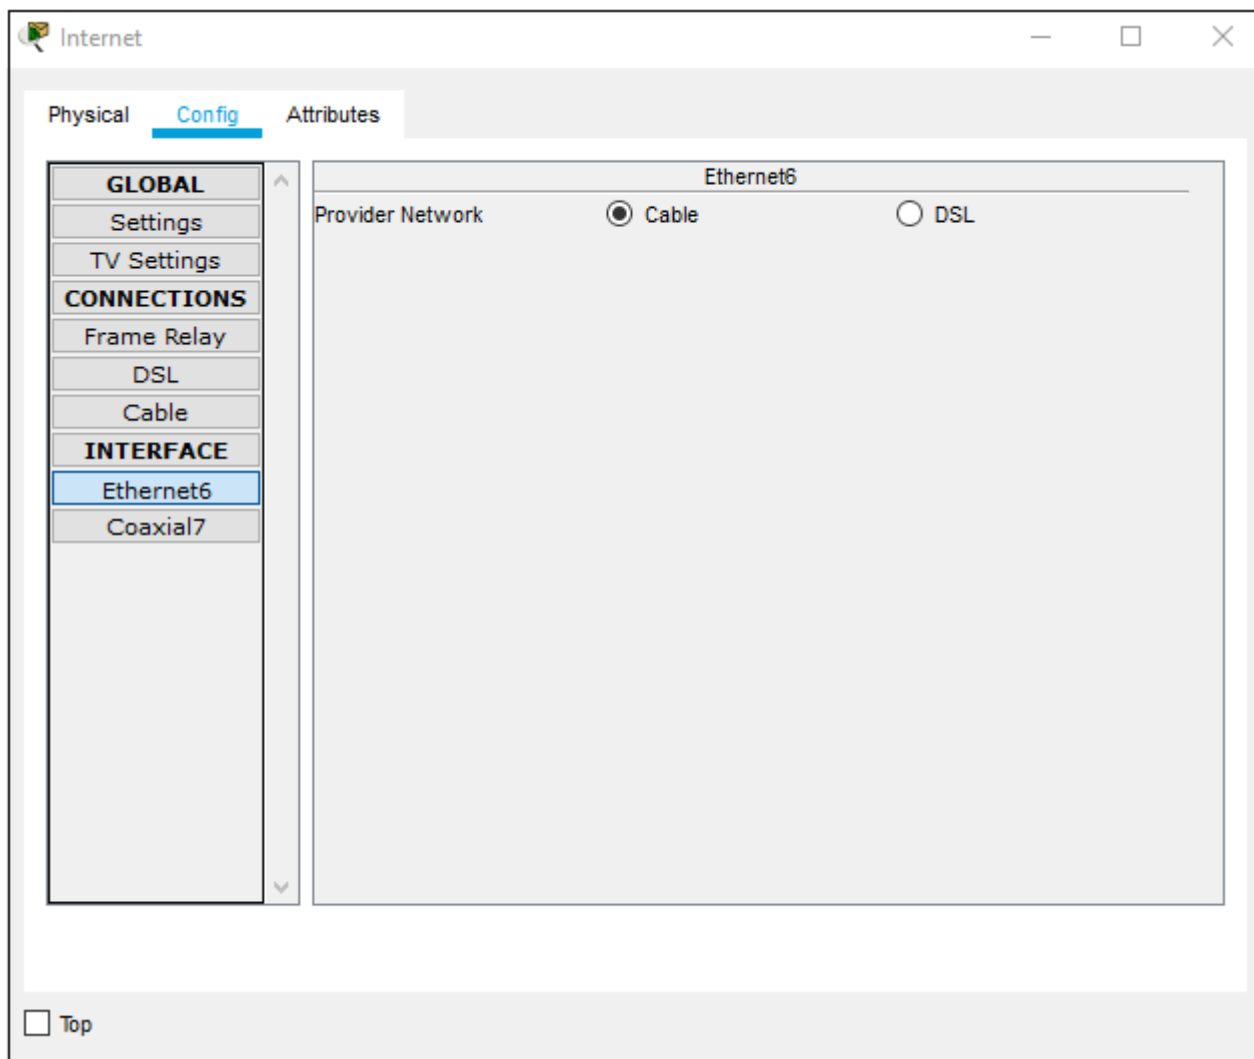 Internet
Physical Config Attributes
GLOBAL
Settings
TV Settings
CONNECTIONS
Frame Relay
DSL
Cable
INTERFACE
Ethernet6
Coaxial7
Ethernet6
Provider Network Cable DSL
Top